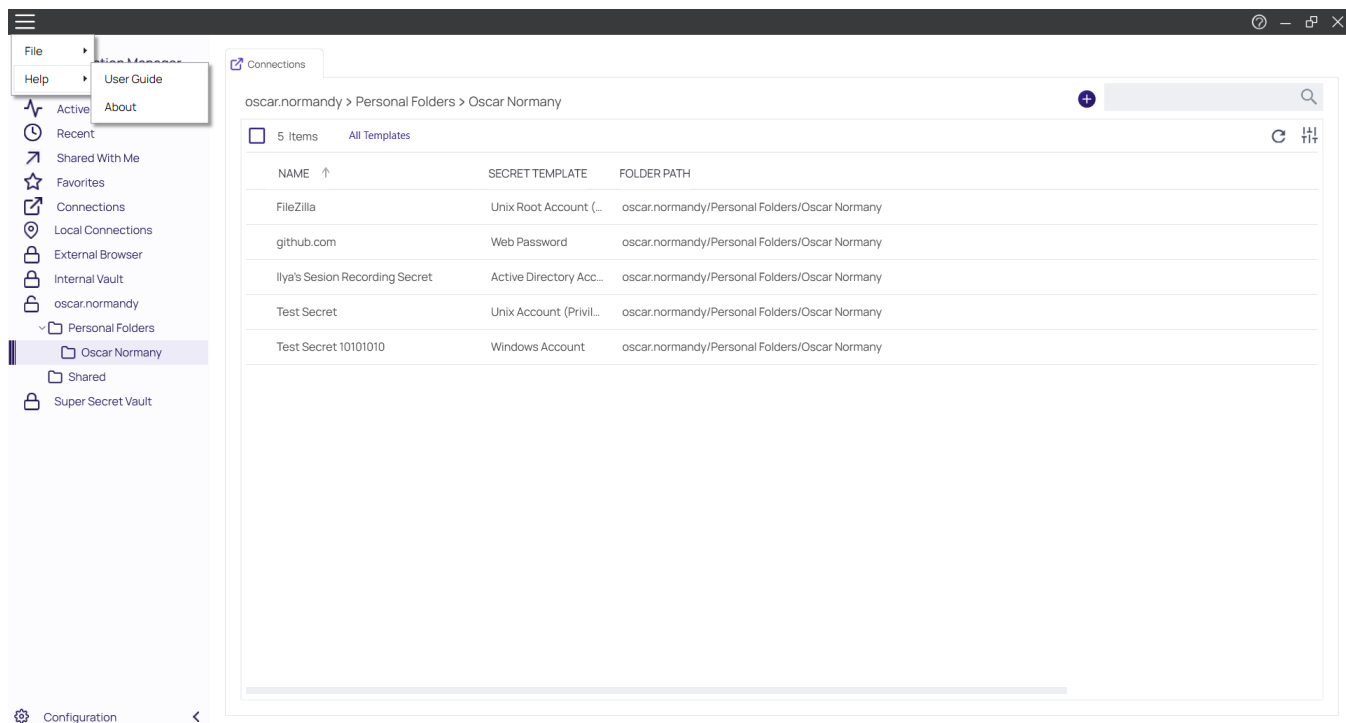 File
Help
User Guide
About
Manager
Active
Recent
Shared With Me
Favorites
Connections
Local Connections
External Browser
Internal Vault
oscar.normandy
Personal Folders
Oscar Normany
Shared
Super Secret Vault
Configuration
Connections
oscar.normandy > Personal Folders > Oscar Normany
5 Items All Templates
NAME SECRET TEMPLATE FOLDER PATH
FileZilla Unix Root Account (... oscar.normandy/Personal Folders/Oscar Normany
github.com Web Password oscar.normandy/Personal Folders/Oscar Normany
Ilya's Sesion Recording Secret Active Directory Acc... oscar.normandy/Personal Folders/Oscar Normany
Test Secret Unix Account (Privil... oscar.normandy/Personal Folders/Oscar Normany
Test Secret 10101010 Windows Account oscar.normandy/Personal Folders/Oscar Normany